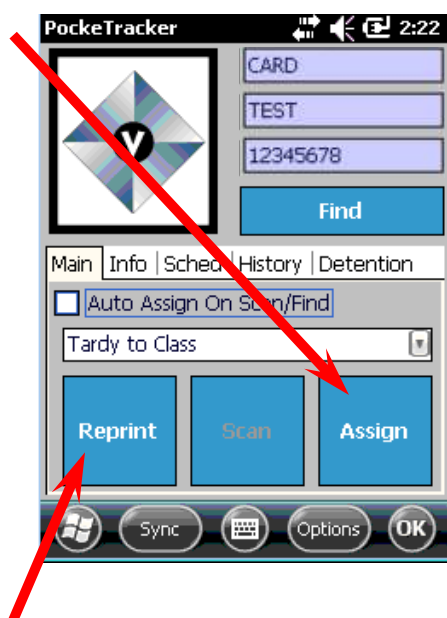 PockeTracker 2:22
CARD
TEST
V
12345678
Find
Main Info Sched History Detention
Auto Assign On Scan/Find
Tardy to Class
Reprint Scan Assign
Sync Options OK